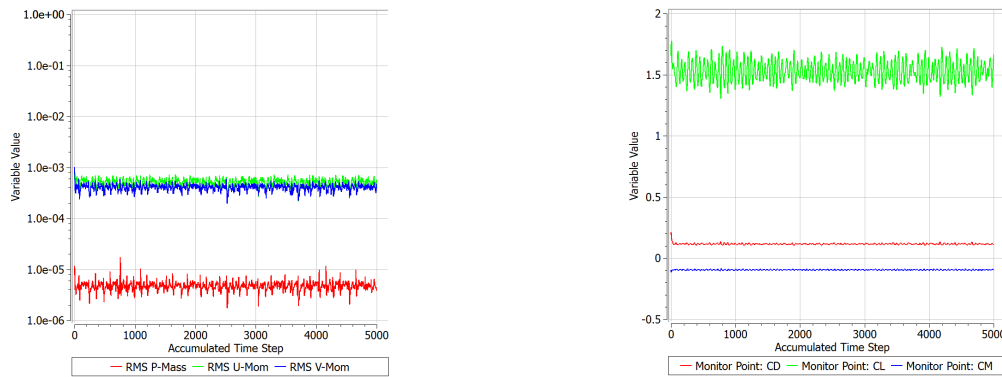 1.0e+00
1.0e-01
1.0e-02
1.0e-03
1.0e-04
1.0e-05
1.0e-06
Variable Value
0 1000 2000 3000 4000 5000
Accumulated Time Step
RMS P-Mass RMS U-Mom RMS V-Mom
2
1.5
1
0.5
0
-0.5
Variable Value
0 1000 2000 3000 4000 5000
Accumulated Time Step
Monitor Point: CD Monitor Point: CL Monitor Point: CM